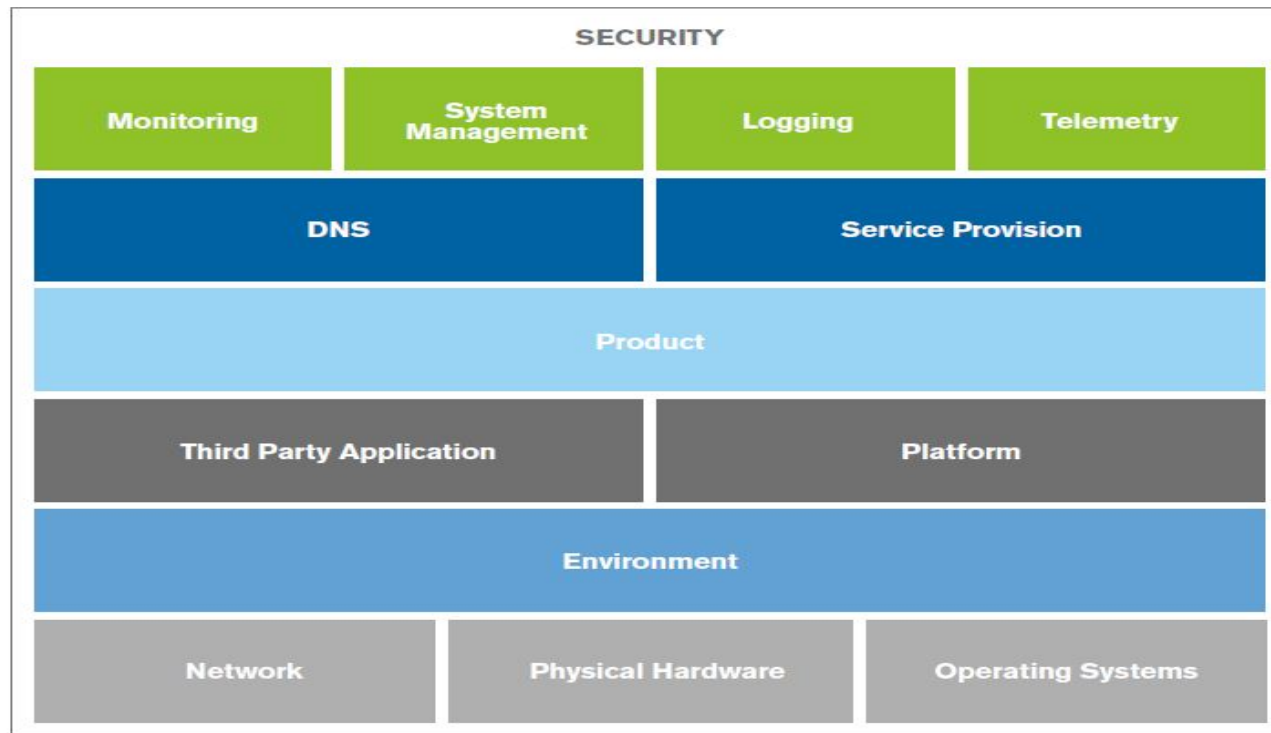 SECURITY
Monitoring
System
Management
Logging
Telemetry
DNS
Service Provision
Product
Third Party Application
Platform
Environment
Network
Physical Hardware
Operating Systems